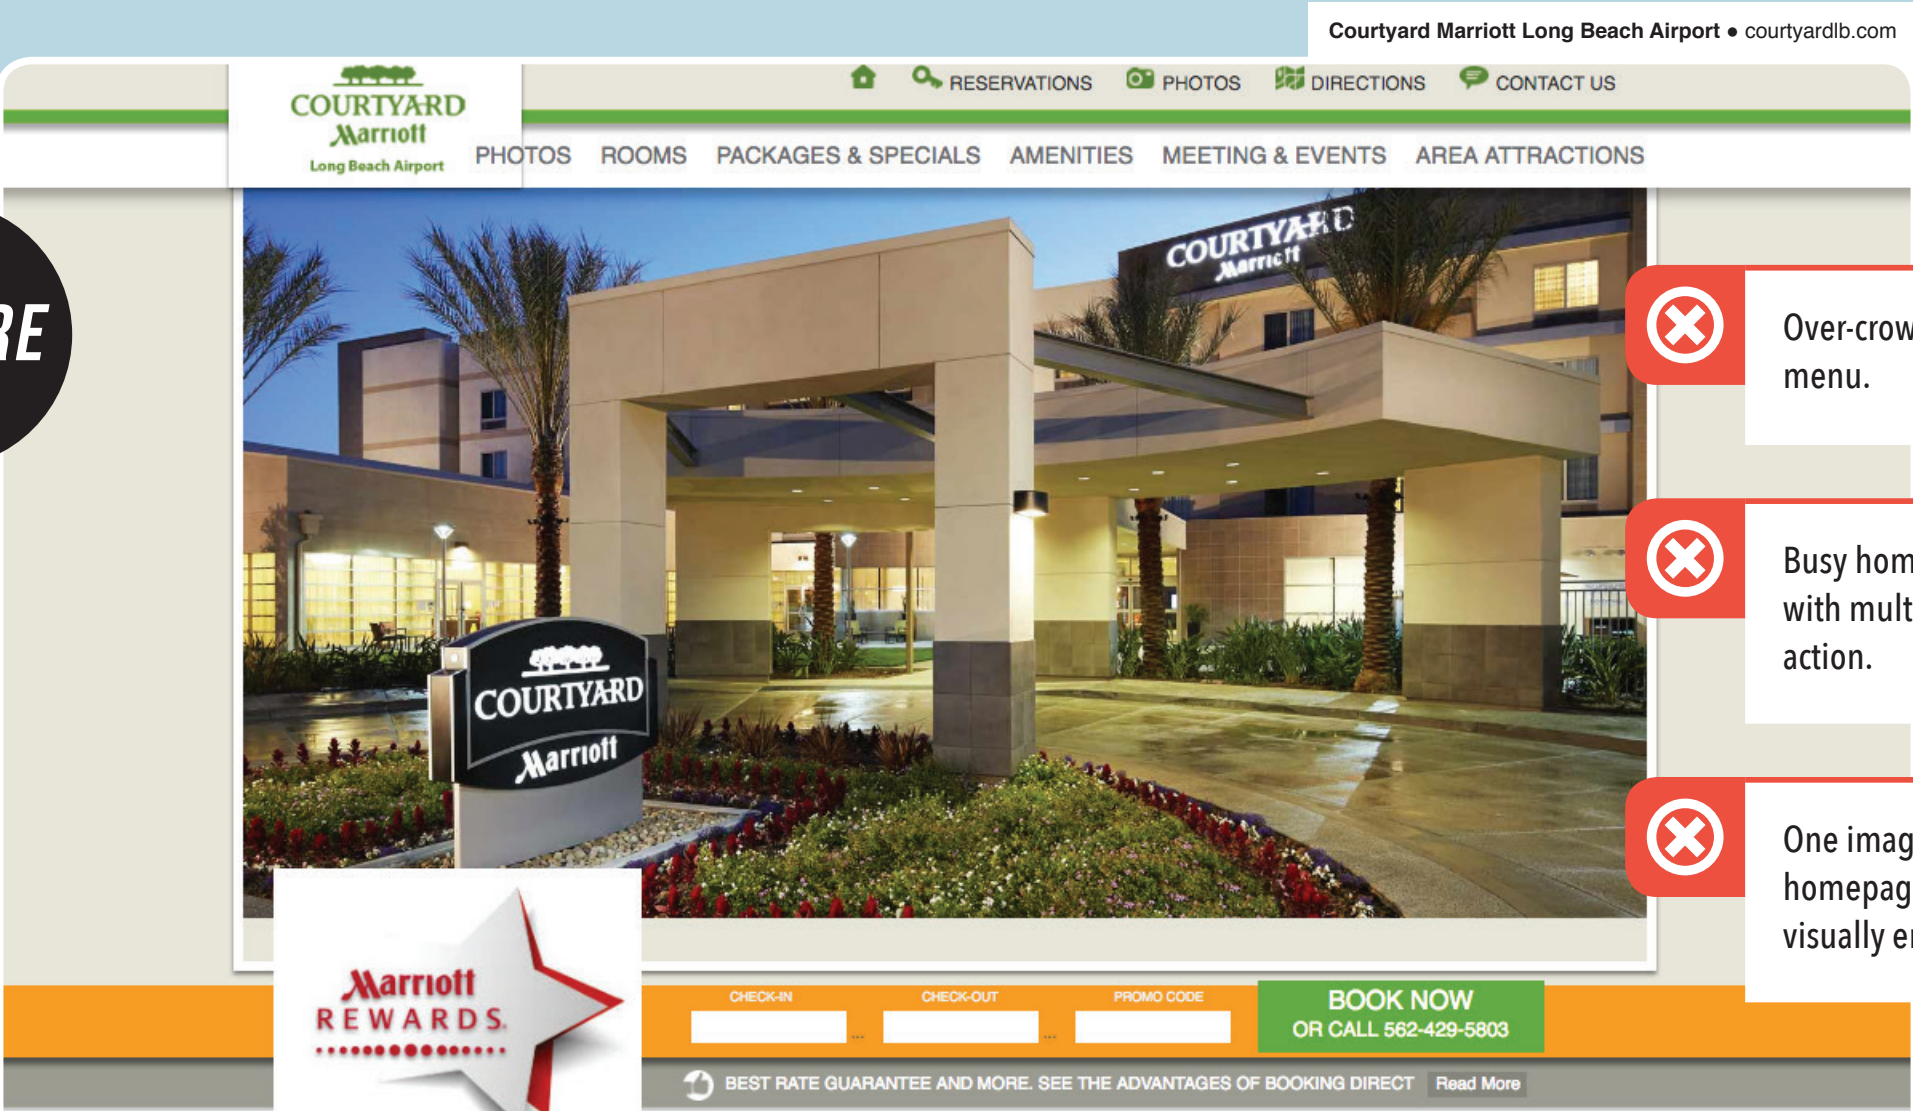 Courtyard Marriott Long Beach Airport ● courtyardlb.com
RESERVATIONS PHOTOS DIRECTIONS CONTACT US
COURTYARD
Marriott
Long Beach Airport
PHOTOS ROOMS PACKAGES & SPECIALS AMENITIES MEETING & EVENTS AREA ATTRACTIONS
COURTYARD
Marriott
RE
Over-crow
menu.
Busy hom
with mult
action.
COURTYARD
Marriott
One imag
homepag
visually e
Marriott
REWARDS.
CHECK-IN CHECK-OUT PROMO CODE
... ...
BOOK NOW
OR CALL 562-429-5803
BEST RATE GUARANTEE AND MORE. SEE THE ADVANTAGES OF BOOKING DIRECT Read More